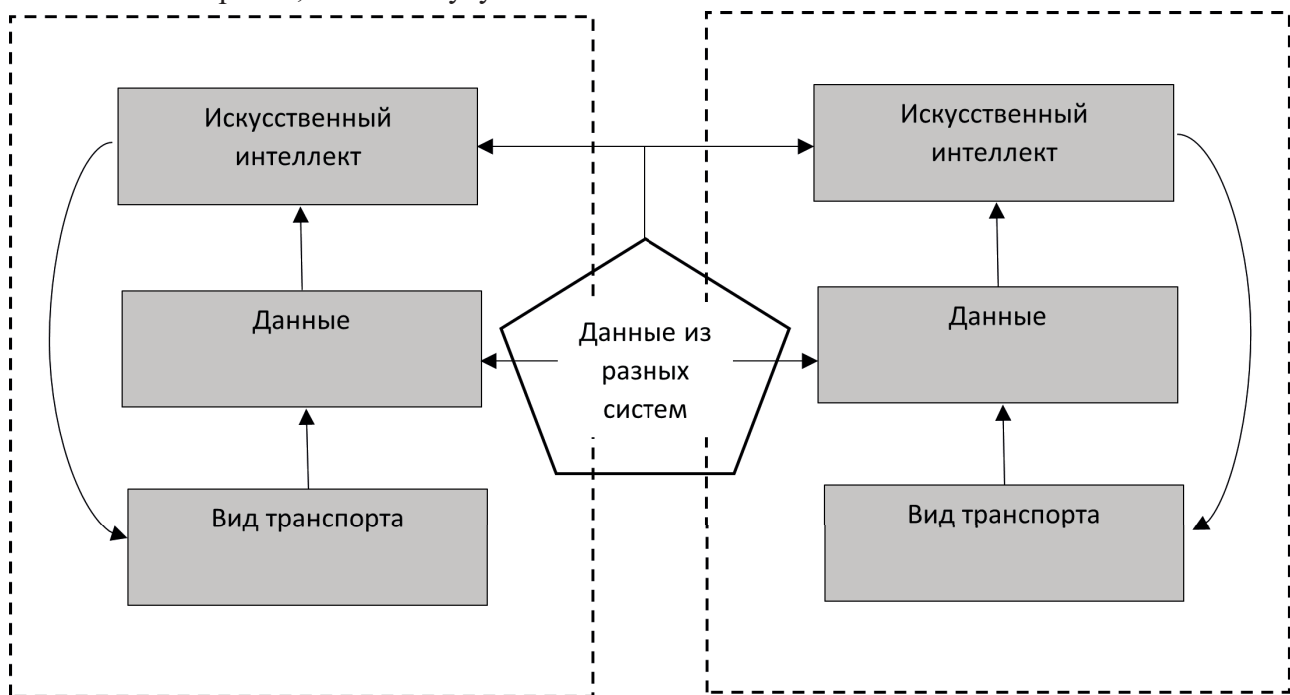 Искусственный
интеллект
Данные
Вид транспорта
Данные из
разных
систем
Искусственный
интеллект
Данные
Вид транспорта